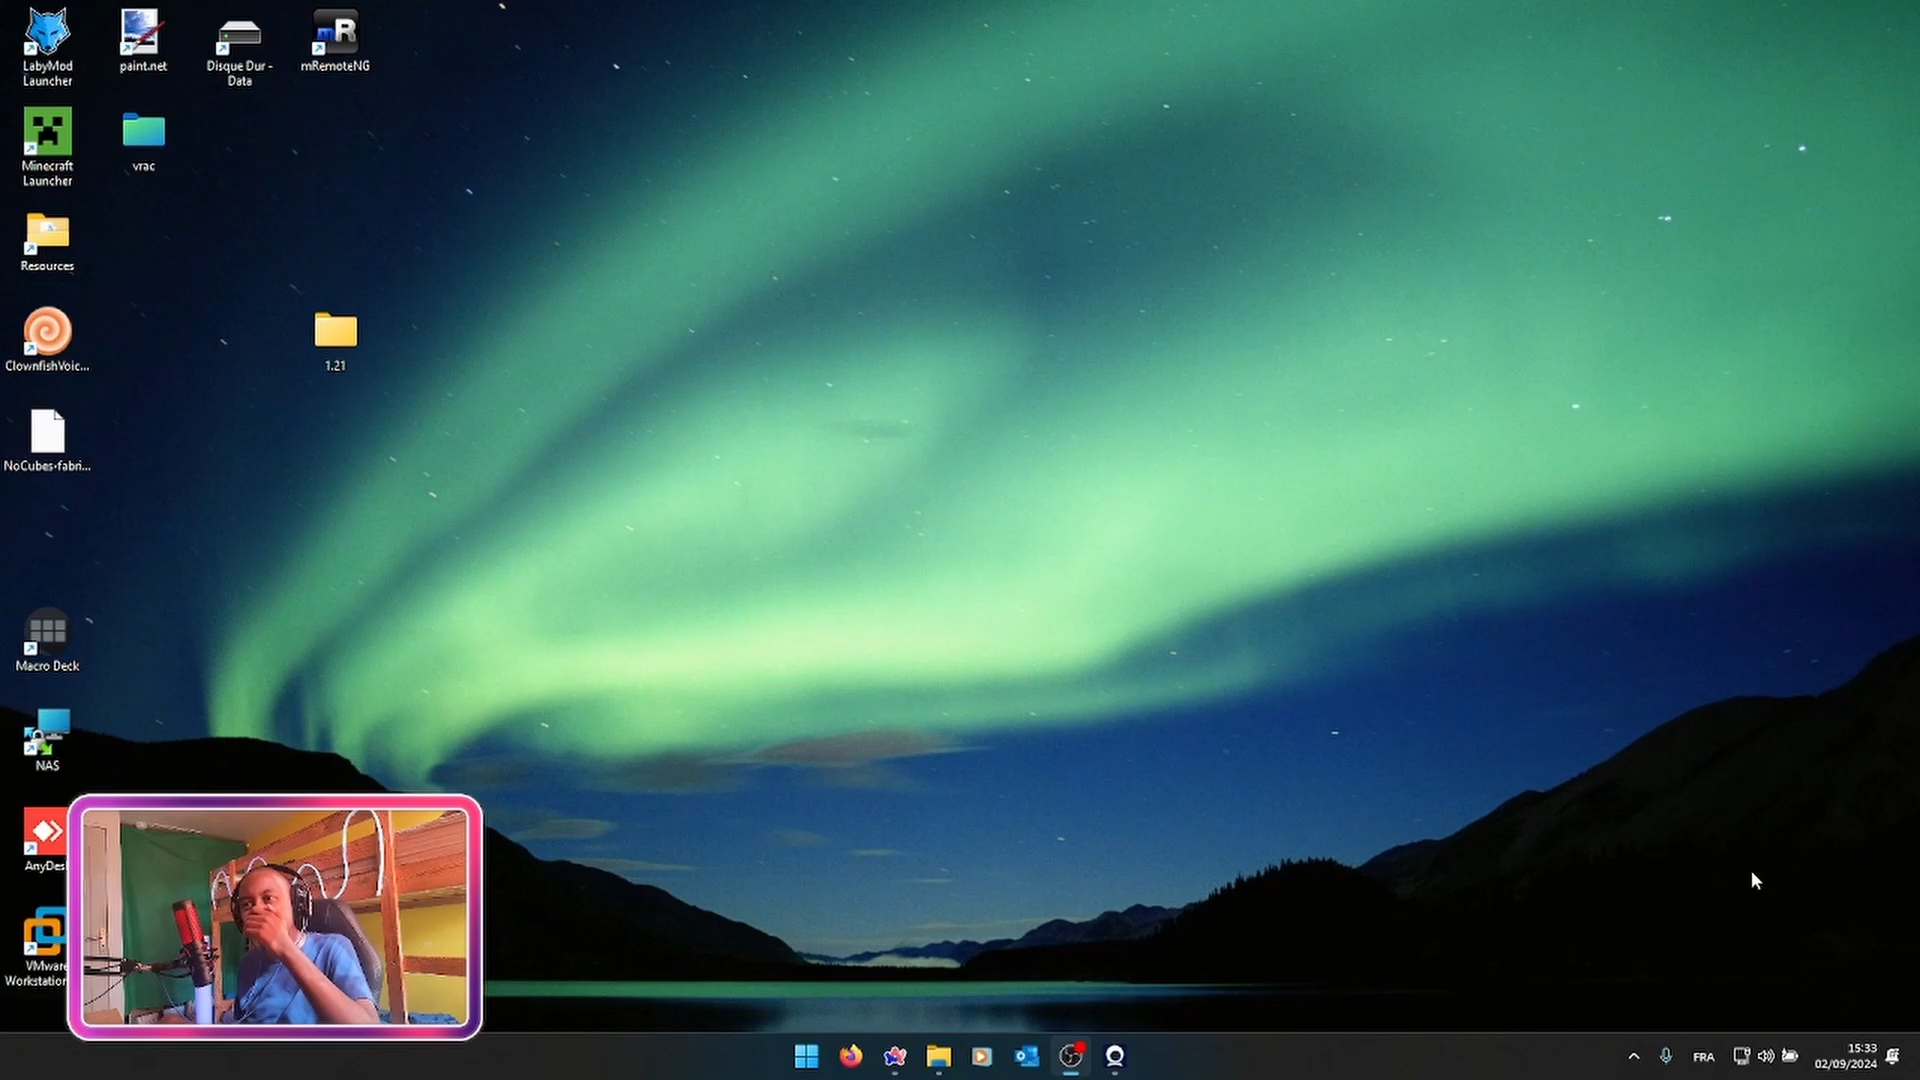 LabyMod
Launcher
paint.net
Disque Dur -
Data
mR
mRemoteNG
Minecraft
Launcher
vrac
Resources
ClownfishVoic...
1.21
NoCubes-fabri...
Macro Deck
NAS
AnyDes
VMware
Workstation
FRA
15:33
02/09/2024